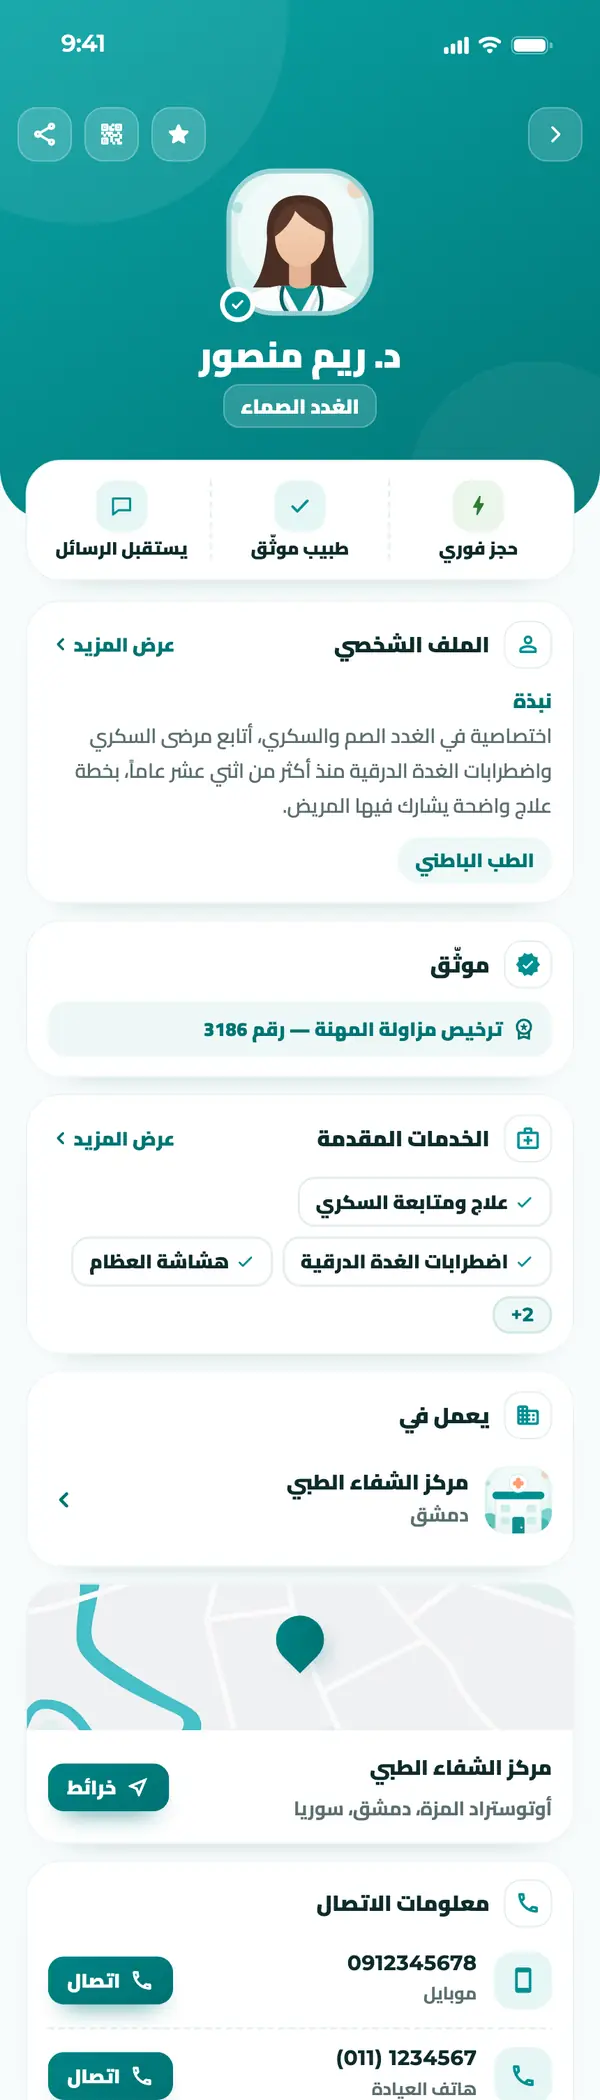 9:41
د. ريم منصور
الغدد الصماء
حجز فوري
طبيب موثّق
يستقبل الرسائل
الملف الشخصي
عرض المزيد
نبذة
اختصاصية في الغدد الصم والسكري، أتابع مرضى السكري
واضطرابات الغدة الدرقية منذ أكثر من اثني عشر عاماً، بخطة
علاج واضحة يشارك فيها المريض.
الطب الباطني
موثّق
ترخيص مزاولة المهنة — رقم 3186
الخدمات المقدمة
عرض المزيد
علاج ومتابعة السكري
اضطرابات الغدة الدرقية
هشاشة العظام
+2
يعمل في
مركز الشفاء الطبي
دمشق
مركز الشفاء الطبي
أوتوستراد المزة، دمشق، سوريا
خرائط
معلومات الاتصال
0912345678
موبايل
اتصال
(011) 1234567
هاتف العيادة
اتصال